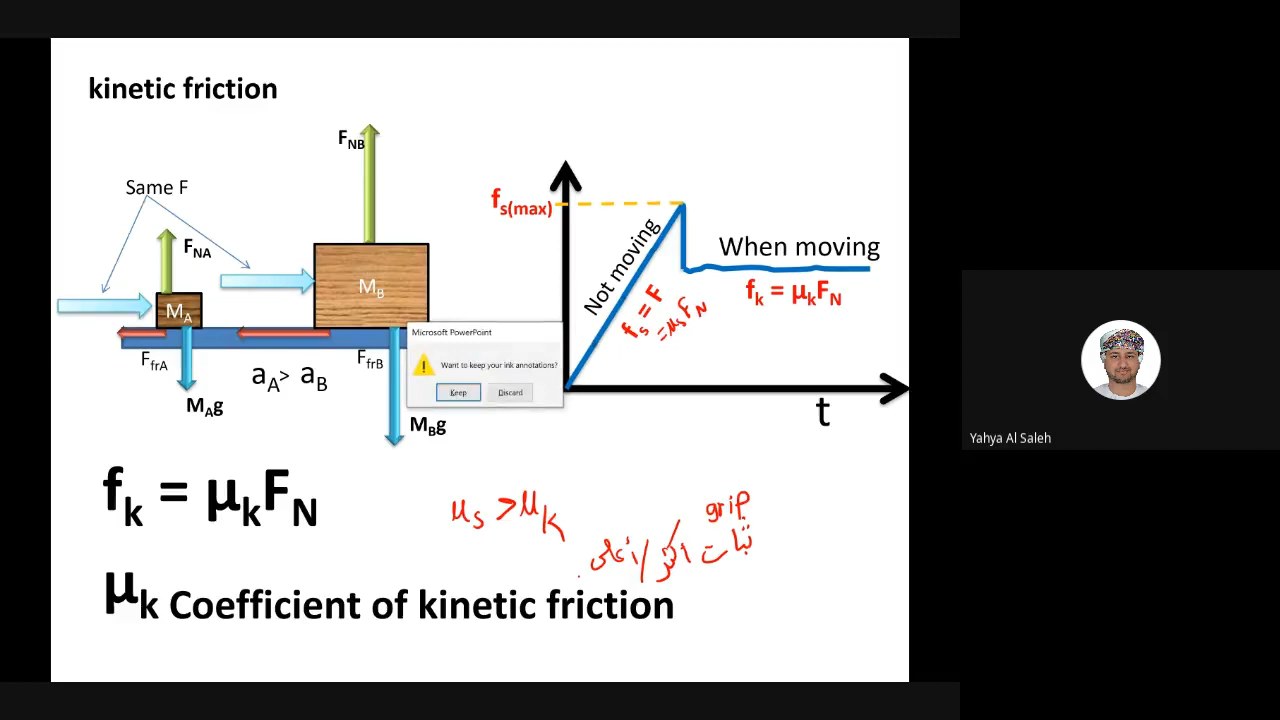 kinetic friction
F_NB
Same F
F_NA
M_A
M_B
F_frA
F_frB
a_A > a_B
M_Ag
M_Bg
f_s(max)
Not moving
f_s = F
= μ_s F_N
When moving
f_k = μ_kF_N
t
Microsoft PowerPoint
Want to keep your ink annotations?
Keep
Discard
f_k = μ_kF_N
μ_s > μ_k
grip
ثبات اكثر / اعلى
μ_k Coefficient of kinetic friction
Yahya Al Saleh